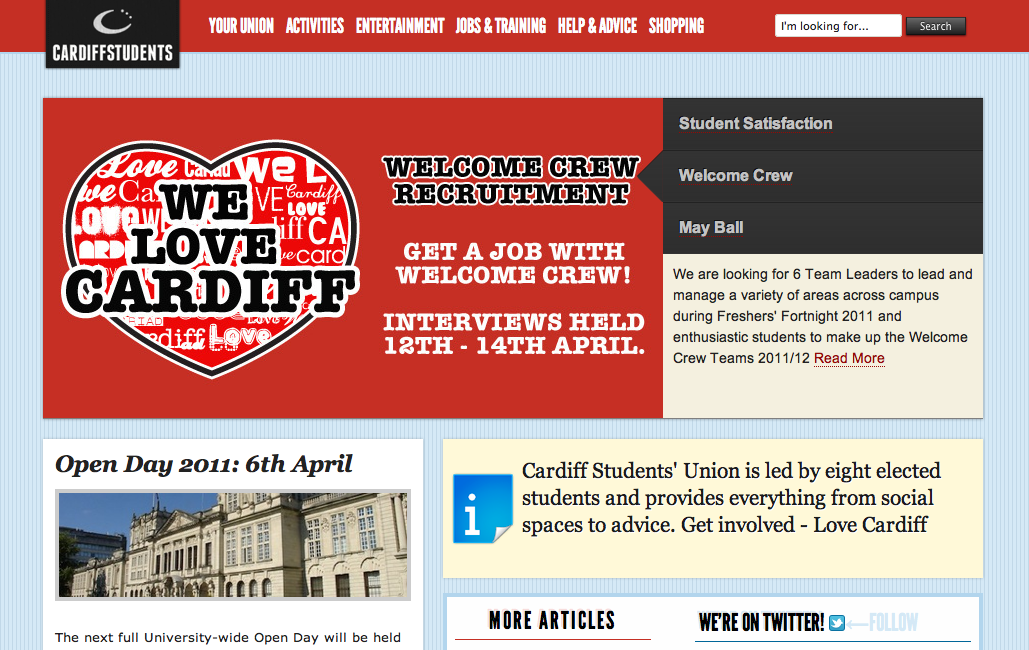 CARDIFFSTUDENTS
YOUR UNION
ACTIVITIES
ENTERTAINMENT
JOBS & TRAINING
HELP & ADVICE
SHOPPING
I'm looking for...
Search
WE
LOVE
CARDIFF
WELCOME CREW
RECRUITMENT
GET A JOB WITH
WELCOME CREW!
INTERVIEWS HELD
12TH - 14TH APRIL.
Student Satisfaction
Welcome Crew
May Ball
We are looking for 6 Team Leaders to lead and
manage a variety of areas across campus
during Freshers' Fortnight 2011 and
enthusiastic students to make up the Welcome
Crew Teams 2011/12 Read More
Open Day 2011: 6th April
The next full University-wide Open Day will be held
i
Cardiff Students' Union is led by eight elected
students and provides everything from social
spaces to advice. Get involved - Love Cardiff
MORE ARTICLES
WE'RE ON TWITTER!
FOLLOW